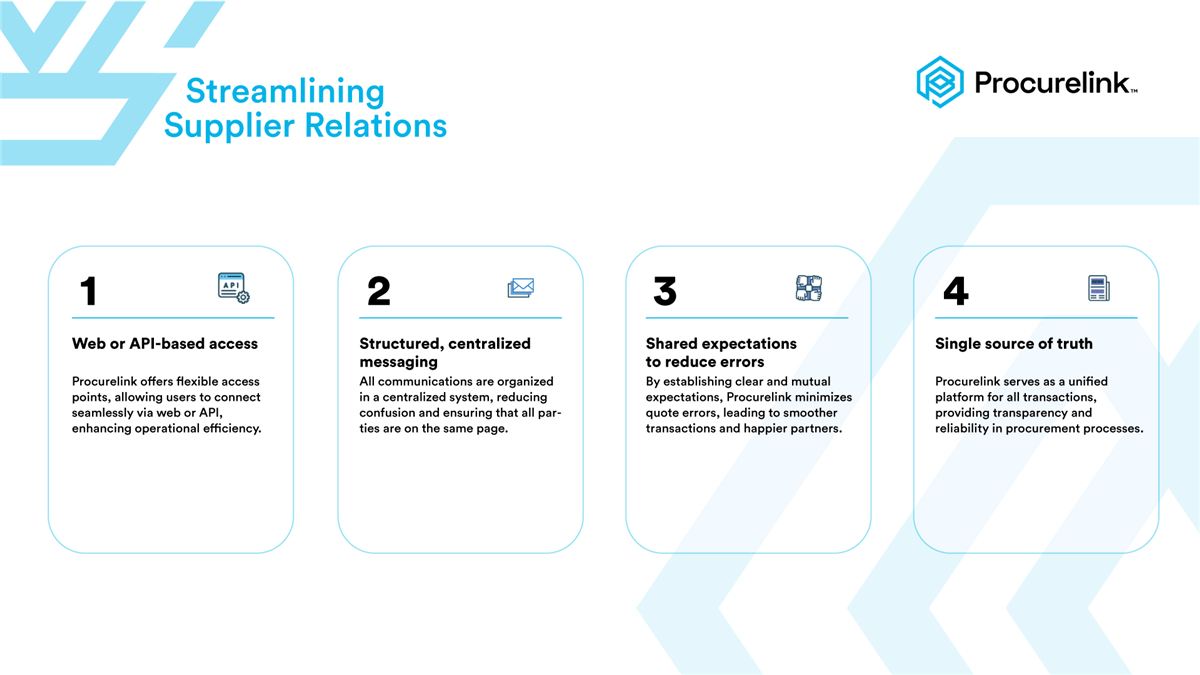 Streamlining
Supplier Relations
Procurelink™
1
API
Web or API-based access
Procurelink offers flexible access
points, allowing users to connect
seamlessly via web or API,
enhancing operational efficiency.
2
Structured, centralized
messaging
All communications are organized
in a centralized system, reducing
confusion and ensuring that all par-
ties are on the same page.
3
Shared expectations
to reduce errors
By establishing clear and mutual
expectations, Procurelink minimizes
quote errors, leading to smoother
transactions and happier partners.
4
Single source of truth
Procurelink serves as a unified
platform for all transactions,
providing transparency and
reliability in procurement processes.